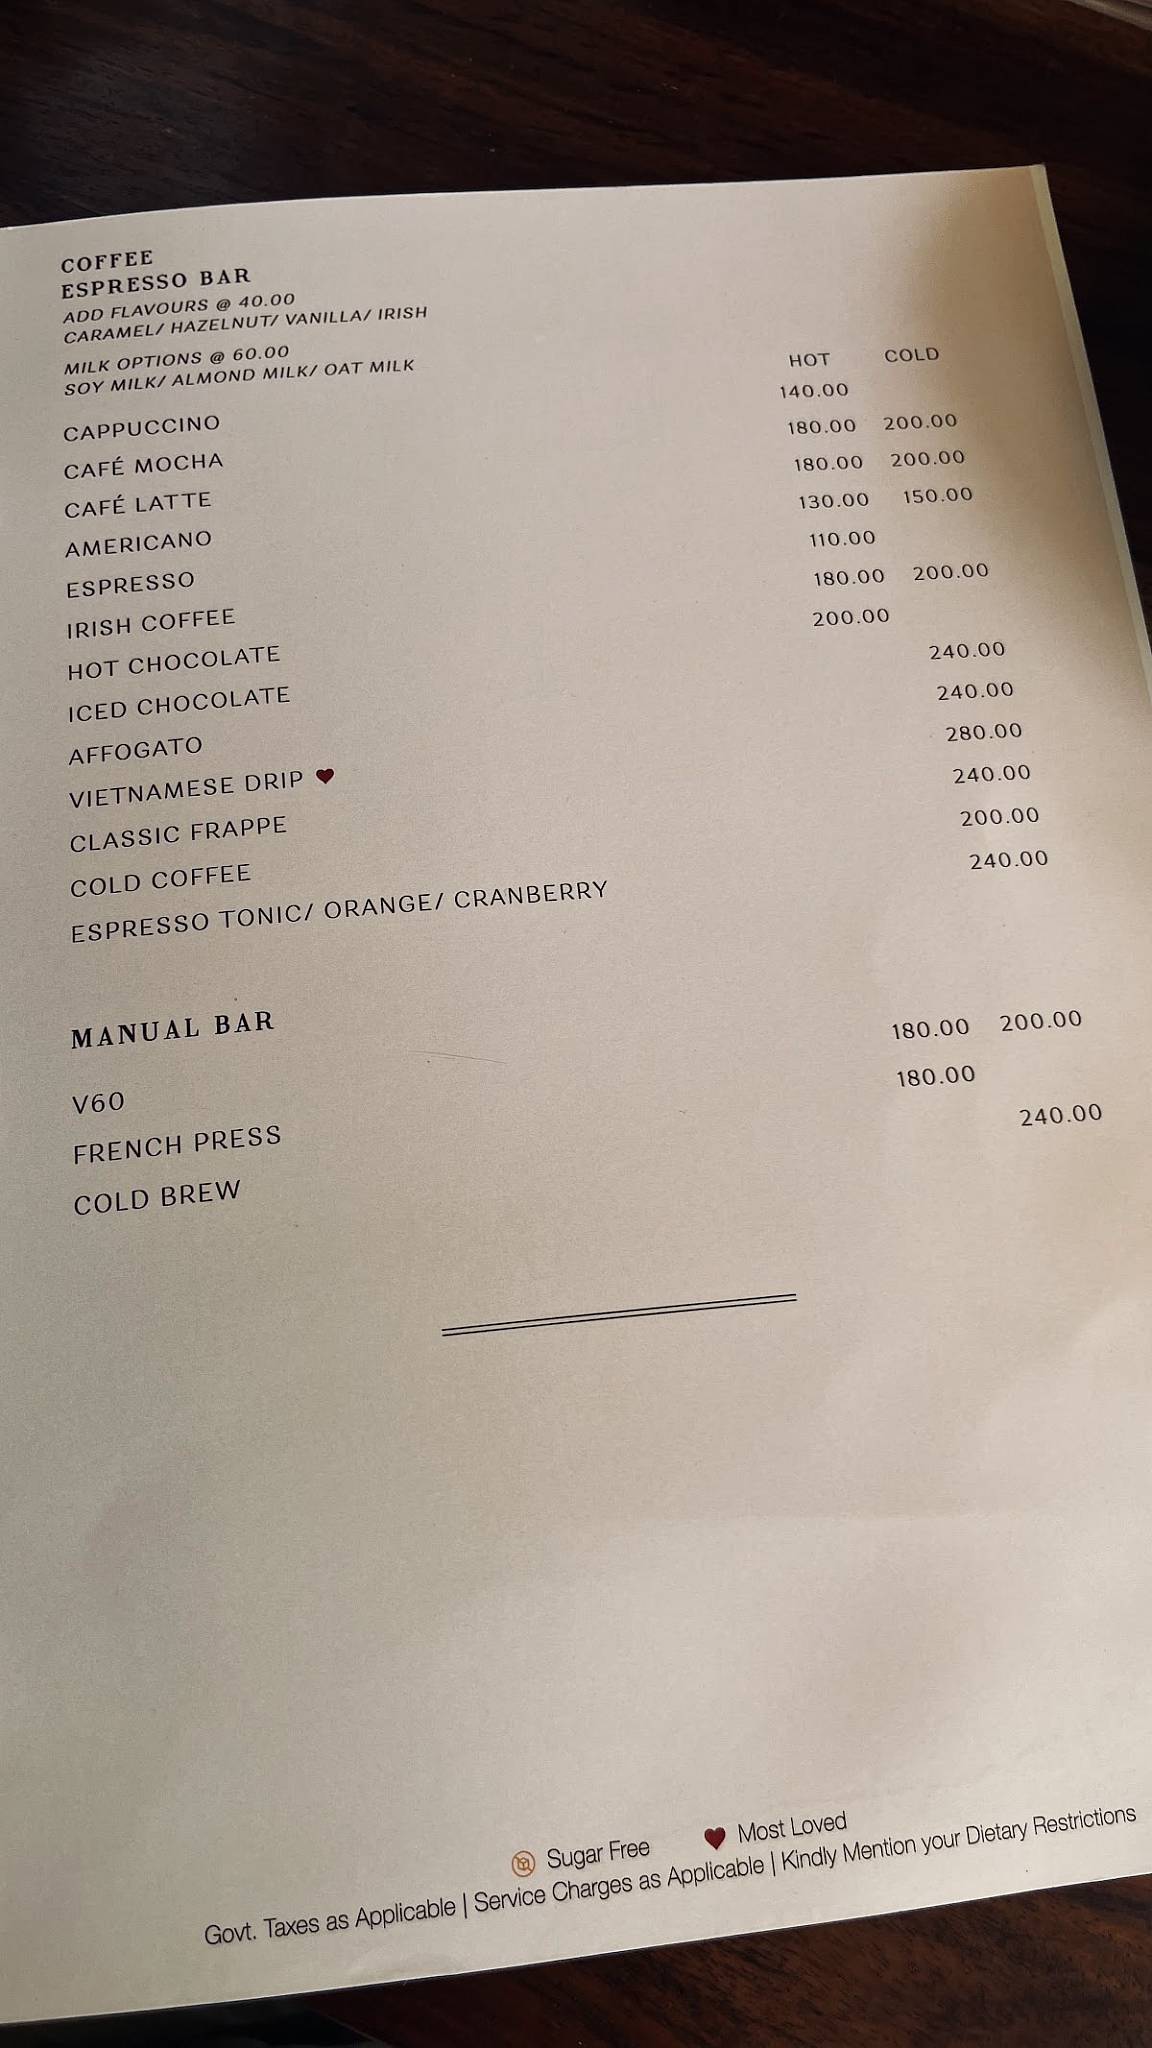 COFFEE
ESPRESSO BAR
ADD FLAVOURS @ 40.00
CARAMEL/ HAZELNUT/ VANILLA/ IRISH
MILK OPTIONS @ 60.00
SOY MILK/ ALMOND MILK/ OAT MILK
HOT COLD
CAPPUCCINO 140.00
CAFÉ MOCHA 180.00 200.00
CAFÉ LATTE 180.00 200.00
AMERICANO 130.00 150.00
ESPRESSO 110.00
IRISH COFFEE 180.00 200.00
HOT CHOCOLATE 200.00
ICED CHOCOLATE 240.00
AFFOGATO 240.00
VIETNAMESE DRIP ♥ 280.00
CLASSIC FRAPPE 240.00
COLD COFFEE 200.00
ESPRESSO TONIC/ ORANGE/ CRANBERRY 240.00
MANUAL BAR
V60 180.00 200.00
FRENCH PRESS 180.00
COLD BREW 240.00
Sugar Free ♥ Most Loved
Govt. Taxes as Applicable | Service Charges as Applicable | Kindly Mention your Dietary Restrictions